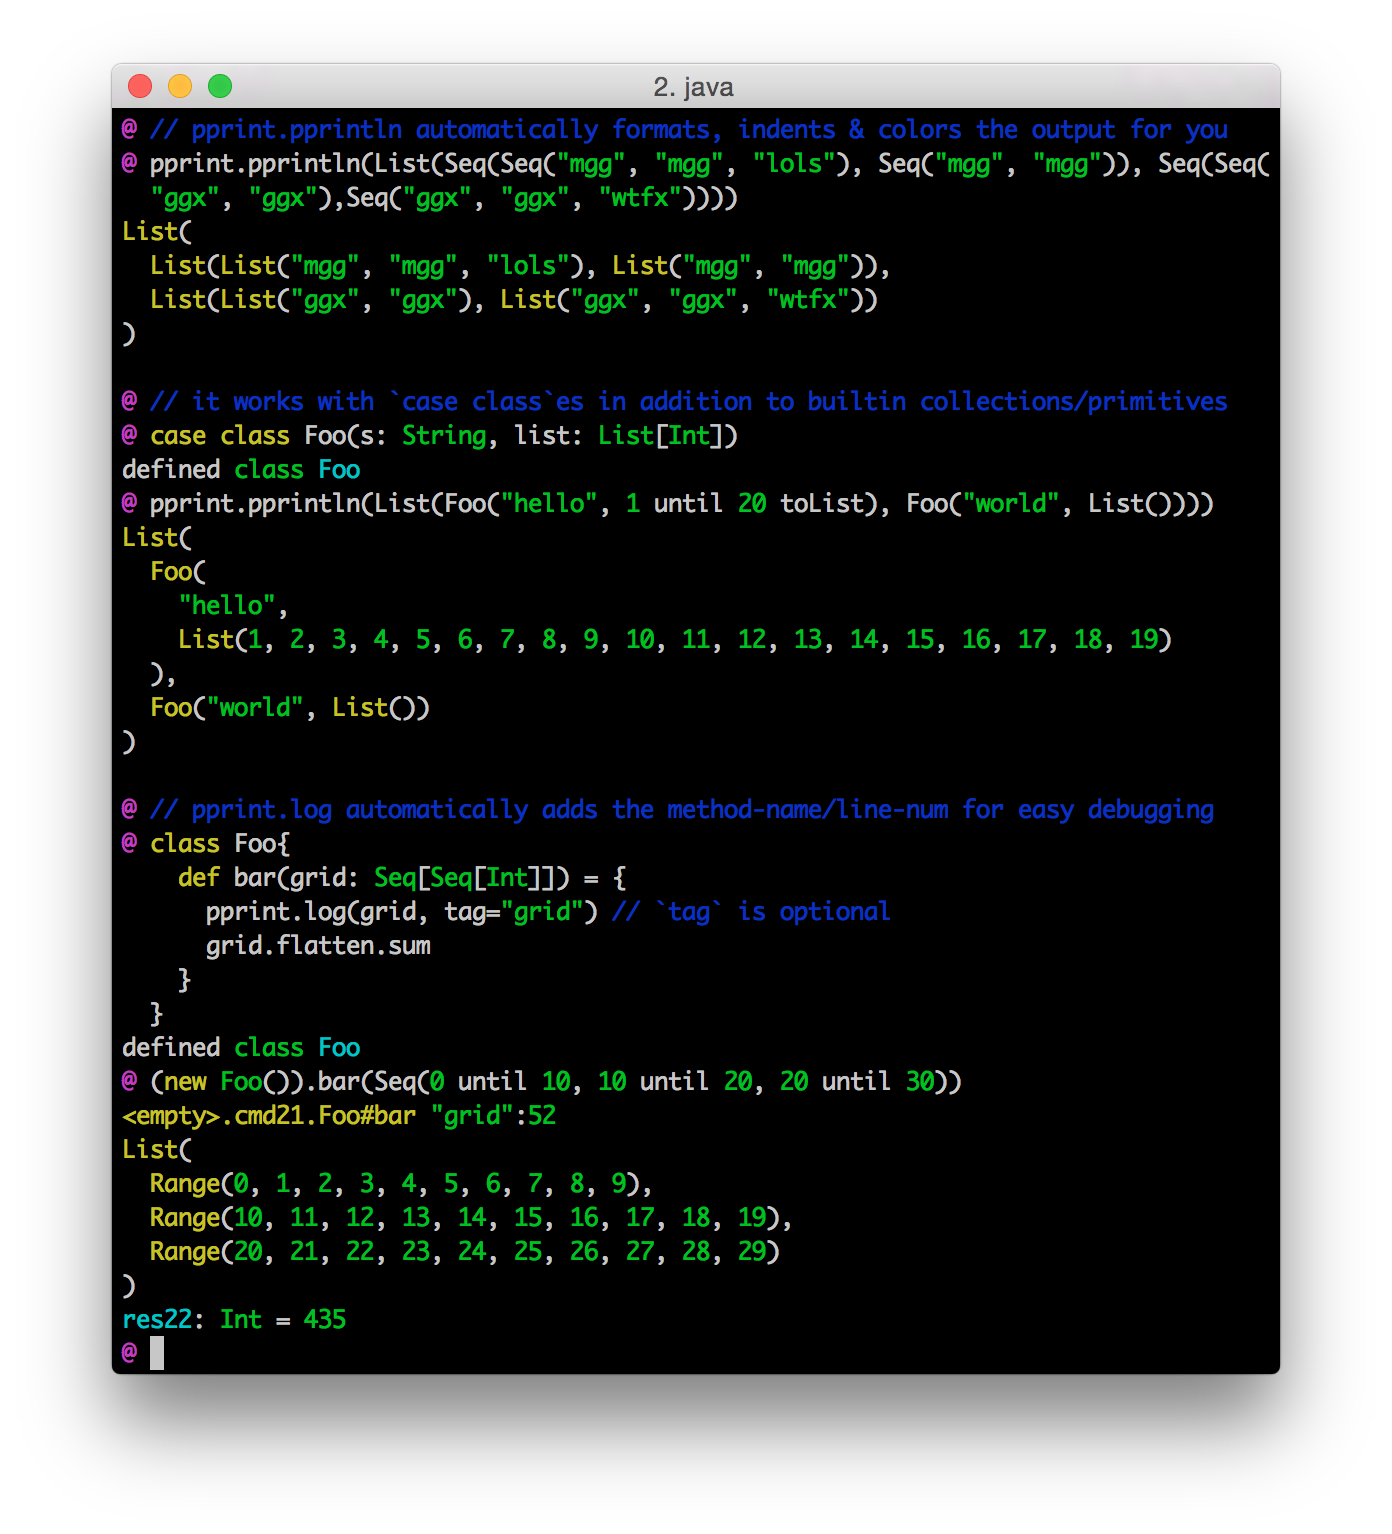 2. java
@ // pprint.pprintln automatically formats, indents & colors the output for you
@ pprint.pprintln(List(Seq(Seq("mgg", "mgg", "lols"), Seq("mgg", "mgg")), Seq(Seq(
  "ggx", "ggx"),Seq("ggx", "ggx", "wtfx"))))
List(
  List(List("mgg", "mgg", "lols"), List("mgg", "mgg")),
  List(List("ggx", "ggx"), List("ggx", "ggx", "wtfx"))
)
@ // it works with `case class`es in addition to builtin collections/primitives
@ case class Foo(s: String, list: List[Int])
defined class Foo
@ pprint.pprintln(List(Foo("hello", 1 until 20 toList), Foo("world", List())))
List(
  Foo(
    "hello",
    List(1, 2, 3, 4, 5, 6, 7, 8, 9, 10, 11, 12, 13, 14, 15, 16, 17, 18, 19)
  ),
  Foo("world", List())
)
@ // pprint.log automatically adds the method-name/line-num for easy debugging
@ class Foo{
    def bar(grid: Seq[Seq[Int]]) = {
      pprint.log(grid, tag="grid") // `tag` is optional
      grid.flatten.sum
    }
  }
defined class Foo
@ (new Foo()).bar(Seq(0 until 10, 10 until 20, 20 until 30))
<empty>.cmd21.Foo#bar "grid":52
List(
  Range(0, 1, 2, 3, 4, 5, 6, 7, 8, 9),
  Range(10, 11, 12, 13, 14, 15, 16, 17, 18, 19),
  Range(20, 21, 22, 23, 24, 25, 26, 27, 28, 29)
)
res22: Int = 435
@